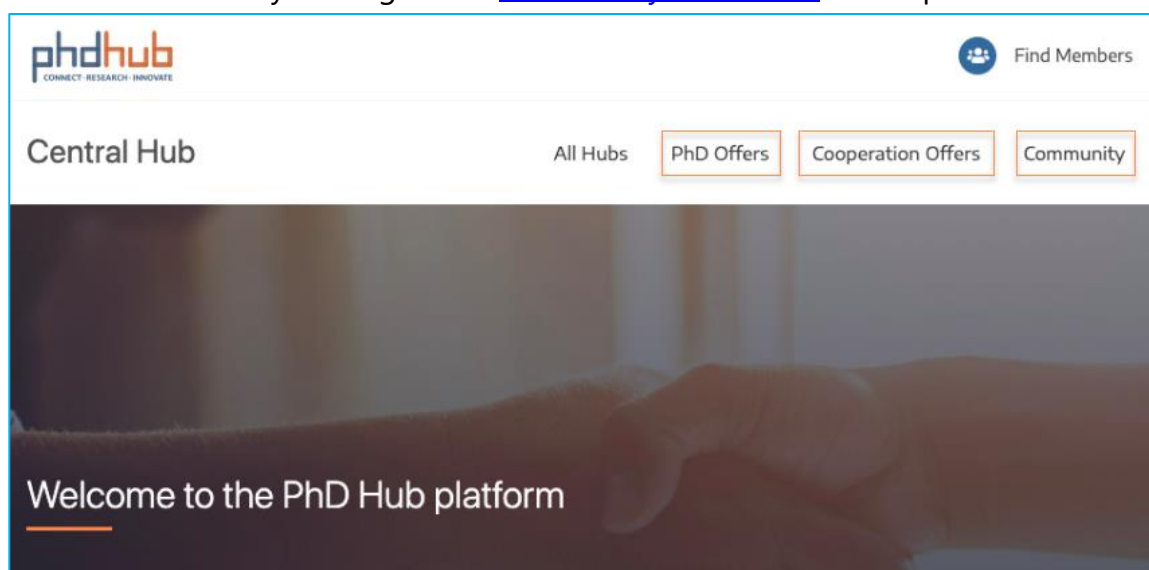 phdhub
CONNECT · RESEARCH · INNOVATE
Find Members
Central Hub
All Hubs PhD Offers Cooperation Offers Community
Welcome to the PhD Hub platform